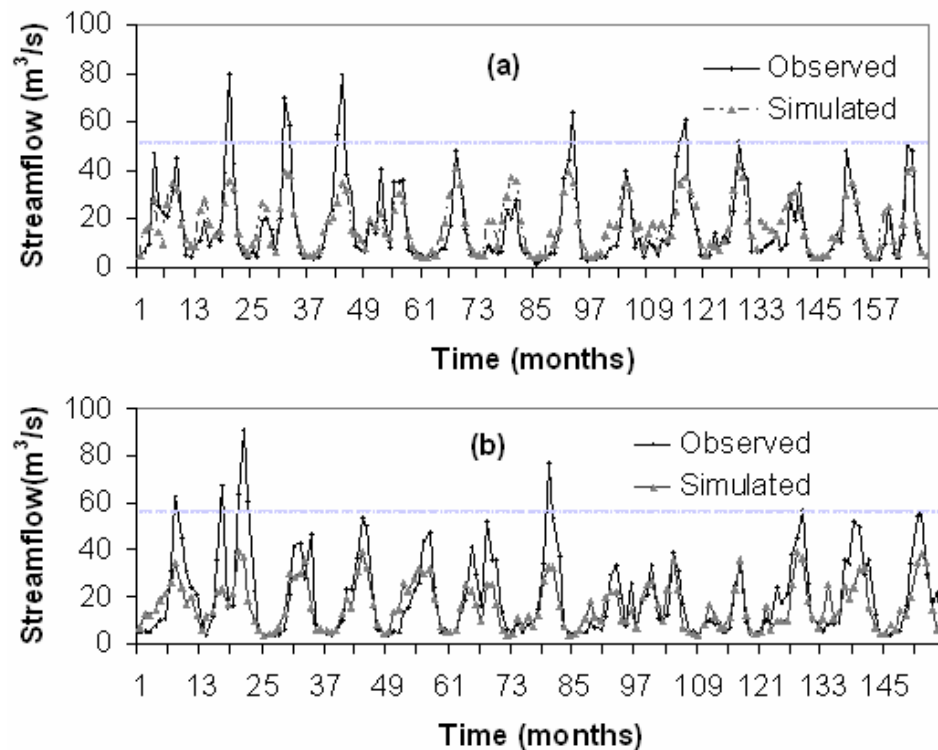 100
80
60
40
20
0
Streamflow (m³/s)
(a)
Observed
Simulated
1 13 25 37 49 61 73 85 97 109 121 133 145 157
Time (months)
100
80
60
40
20
0
Streamflow(m³/s)
(b)
Observed
Simulated
1 13 25 37 49 61 73 85 97 109 121 133 145
Time (months)